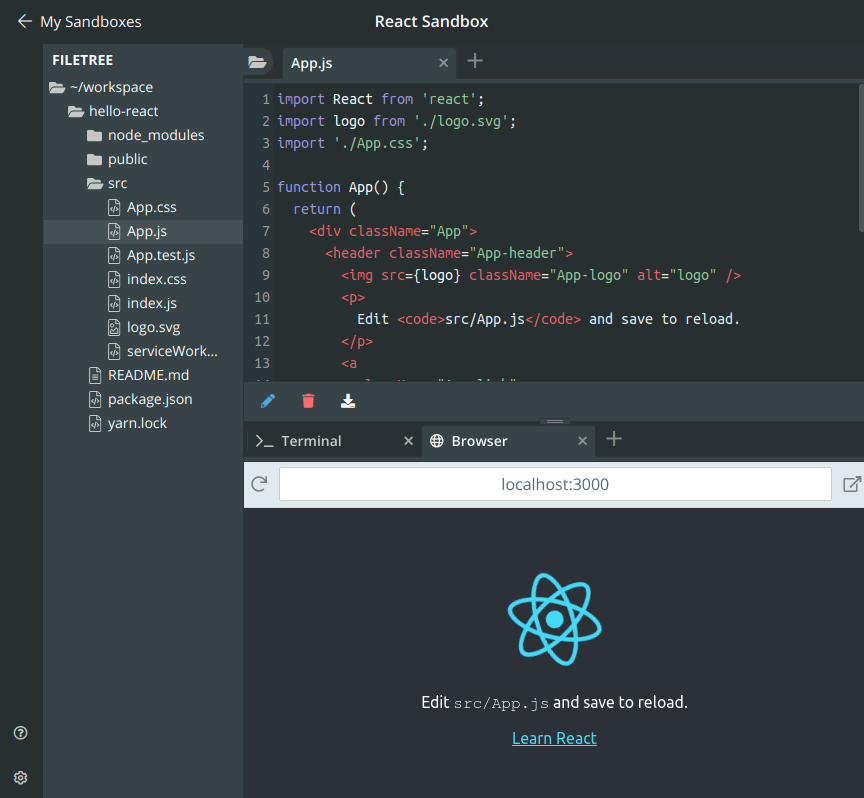 My Sandboxes
React Sandbox
FILETREE
~/workspace
hello-react
node_modules
public
src
App.css
App.js
App.test.js
index.css
index.js
logo.svg
serviceWork...
README.md
package.json
yarn.lock
App.js
1 import React from 'react';
2 import logo from './logo.svg';
3 import './App.css';
4
5 function App() {
6 return (
7 <div className="App">
8 <header className="App-header">
9 <img src={logo} className="App-logo" alt="logo" />
10 <p>
11 Edit <code>src/App.js</code> and save to reload.
12 </p>
13 <a
Terminal
Browser
localhost:3000
Edit src/App.js and save to reload.
Learn React